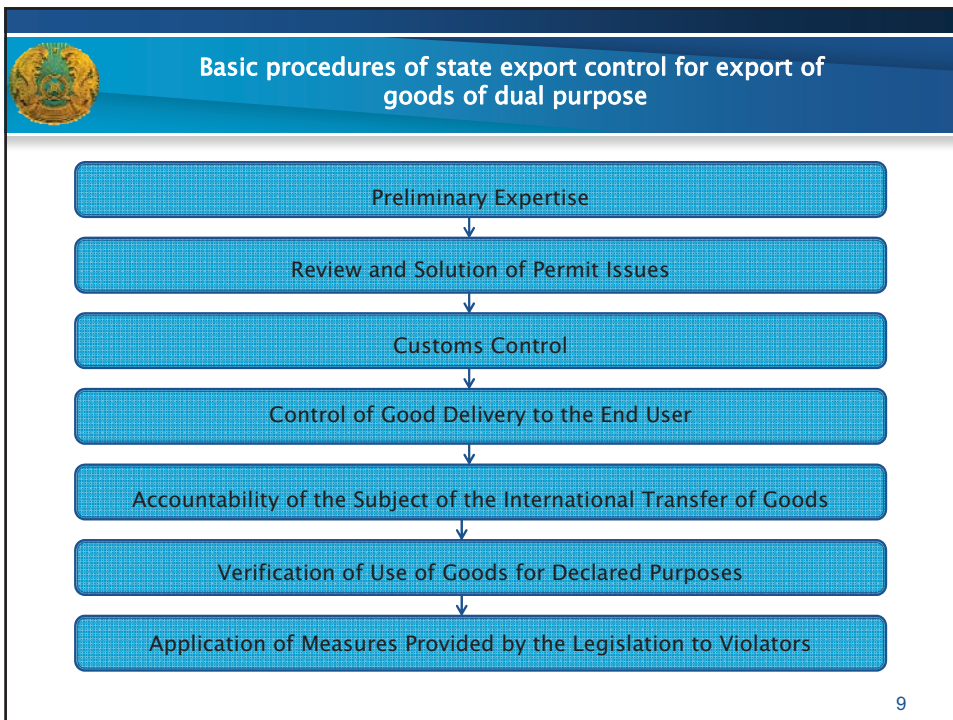 Basic procedures of state export control for export of
goods of dual purpose
Preliminary Expertise
Review and Solution of Permit Issues
Customs Control
Control of Good Delivery to the End User
Accountability of the Subject of the International Transfer of Goods
Verification of Use of Goods for Declared Purposes
Application of Measures Provided by the Legislation to Violators
9